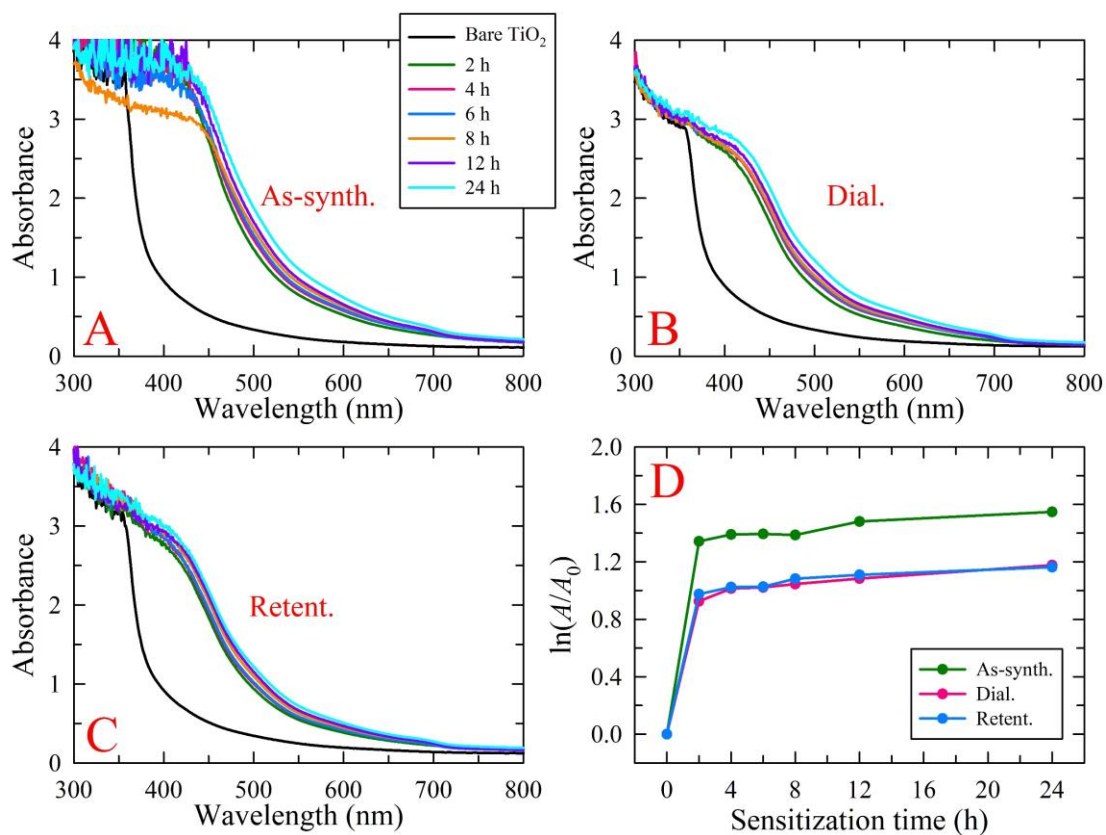 4
3
2
1
0
Absorbance
300
400
500
600
700
800
Wavelength (nm)
As-synth.
A
Bare TiO₂
2 h
4 h
6 h
8 h
12 h
24 h
4
3
2
1
0
Absorbance
300
400
500
600
700
800
Wavelength (nm)
Dial.
B
4
3
2
1
0
Absorbance
300
400
500
600
700
800
Wavelength (nm)
Retent.
C
2.0
1.6
1.2
0.8
0.4
0.0
ln(A/A₀)
0
4
8
12
16
20
24
Sensitization time (h)
D
As-synth.
Dial.
Retent.